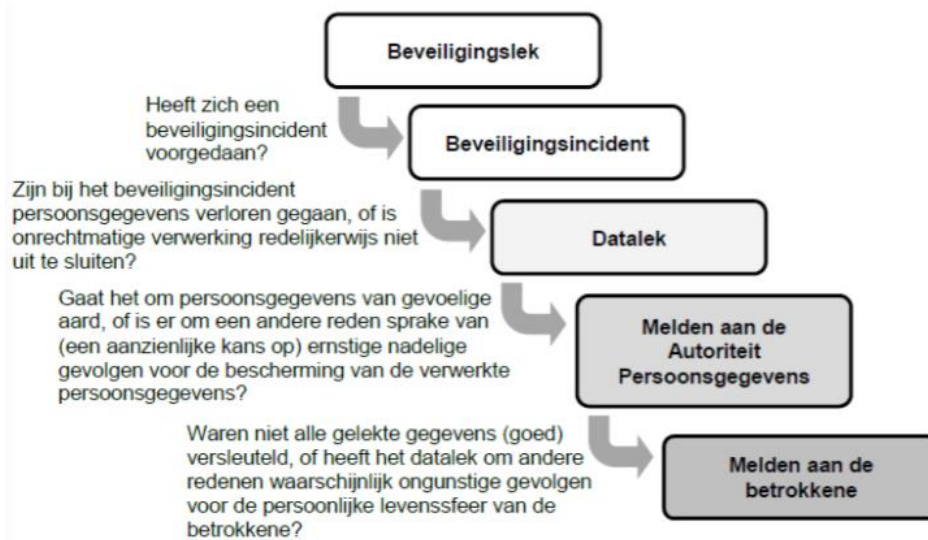 Beveiligingslek
Heeft zich een
beveiligingsincident
voorgedaan?
Beveiligingsincident
Zijn bij het beveiligingsincident
persoonsgegevens verloren gegaan, of is
onrechtmatige verwerking redelijkerwijs niet
uit te sluiten?
Datalek
Gaat het om persoonsgegevens van gevoelige
aard, of is er om een andere reden sprake van
(een aanzienlijke kans op) ernstige nadelige
gevolgen voor de bescherming van de verwerkte
persoonsgegevens?
Melden aan de
Autoriteit
Persoonsgegevens
Waren niet alle gelekte gegevens (goed)
versleuteld, of heeft het datalek om andere
redenen waarschijnlijk ongunstige gevolgen
voor de persoonlijke levenssfeer van de
betrokkene?
Melden aan de
betrokkene